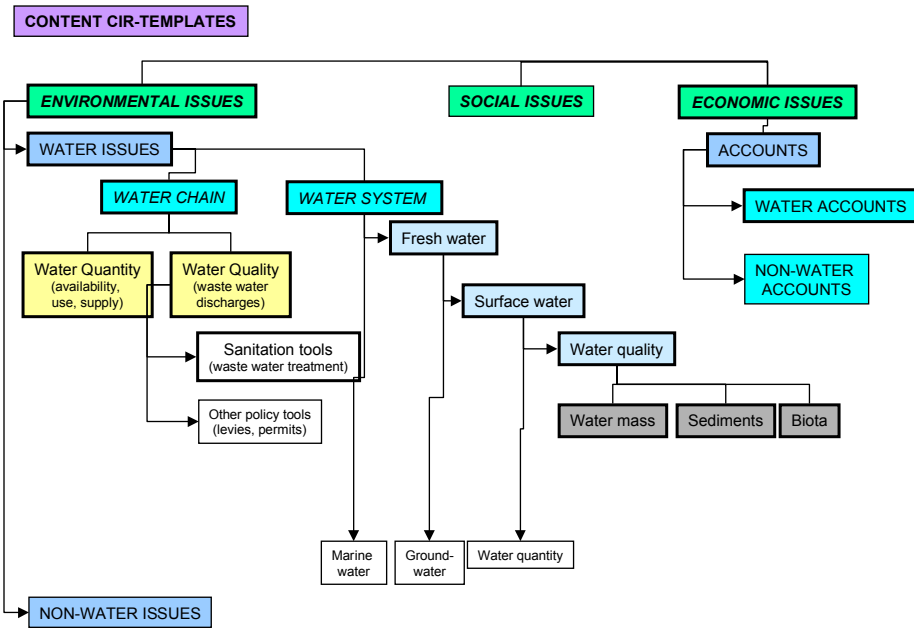 CONTENT CIR-TEMPLATES
ENVIRONMENTAL ISSUES
SOCIAL ISSUES
ECONOMIC ISSUES
WATER ISSUES
ACCOUNTS
WATER CHAIN
WATER SYSTEM
WATER ACCOUNTS
Fresh water
Water Quantity
(availability,
use, supply)
Water Quality
(waste water
discharges)
NON-WATER
ACCOUNTS
Surface water
Sanitation tools
(waste water treatment)
Water quality
Other policy tools
(levies, permits)
Water mass
Sediments
Biota
Marine
water
Ground-
water
Water quantity
NON-WATER ISSUES